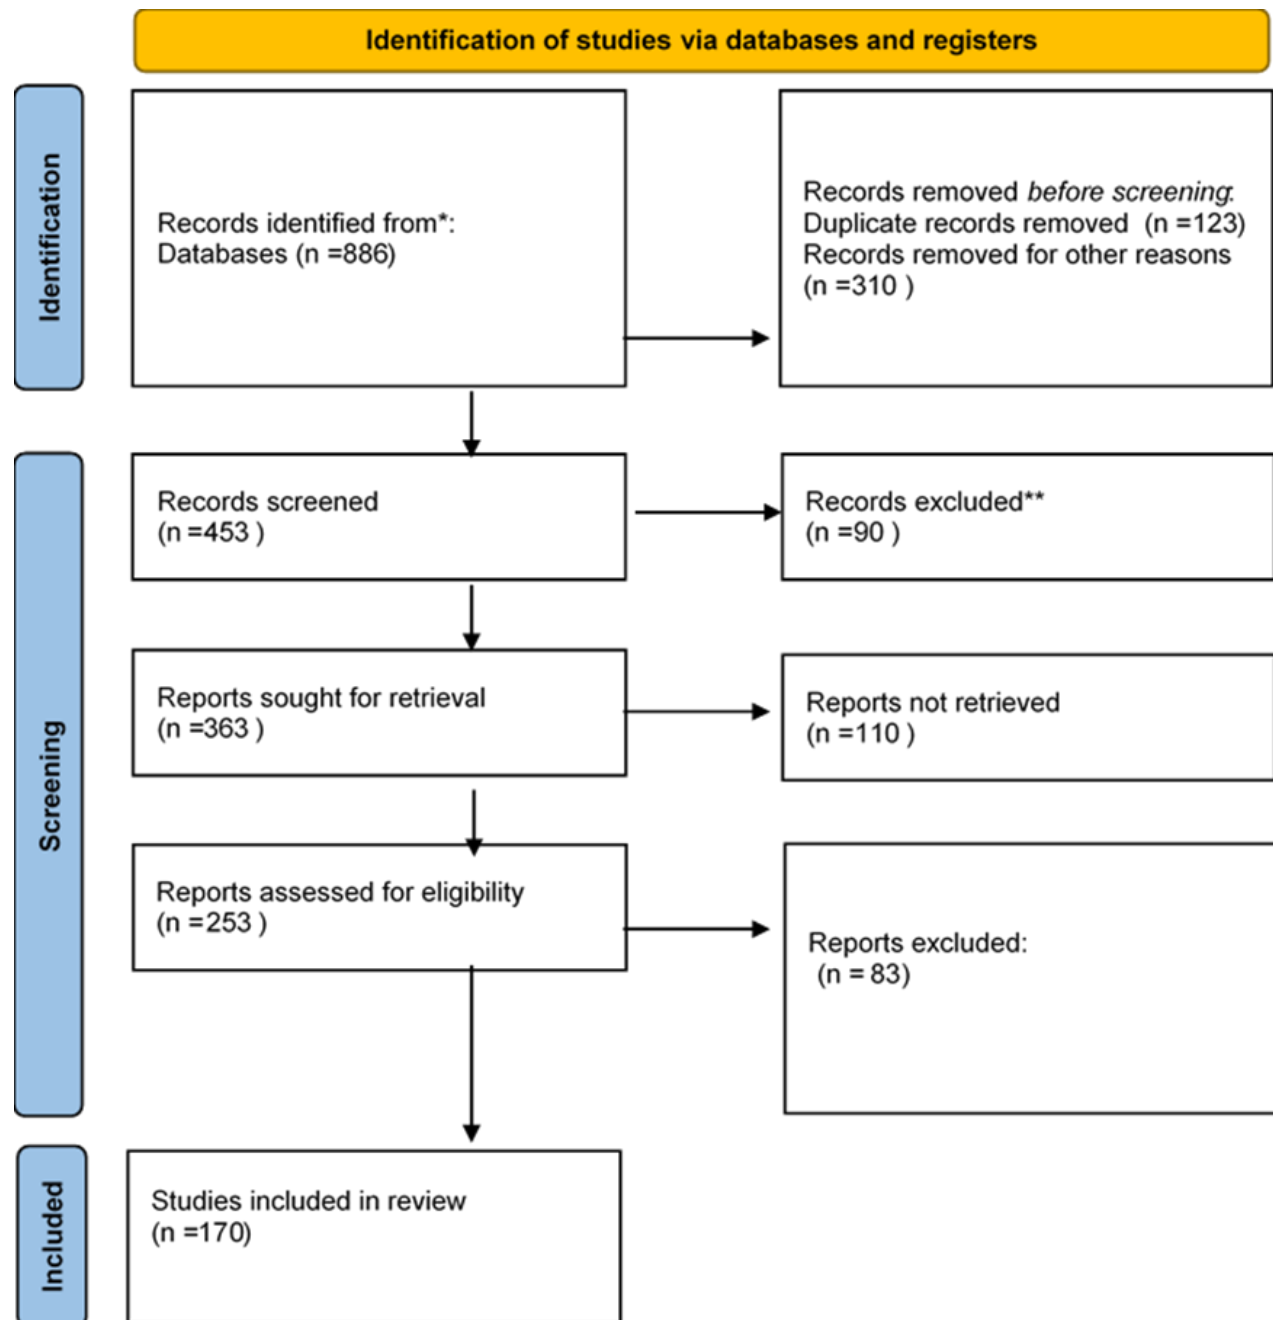 Identification of studies via databases and registers
Identification
Records identified from*:
Databases (n =886)
Records removed before screening:
Duplicate records removed  (n =123)
Records removed for other reasons
(n =310 )
Screening
Records screened
(n =453 )
Records excluded**
(n =90 )
Reports sought for retrieval
(n =363 )
Reports not retrieved
(n =110 )
Reports assessed for eligibility
(n =253 )
Reports excluded:
(n = 83)
Included
Studies included in review
(n =170)